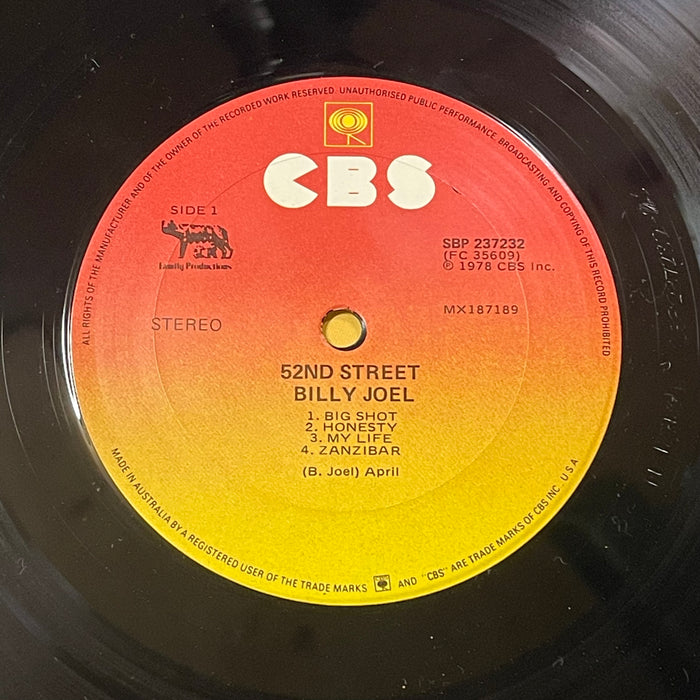 ALL RIGHTS OF THE MANUFACTURER AND OF THE OWNER OF THE RECORDED WORK RESERVED. UNAUTHORISED PUBLIC PERFORMANCE, BROADCASTING AND COPYING OF THIS RECORD PROHIBITED
CBS
SIDE 1
Family Productions
SBP 237232
(FC 35609)
℗ 1978 CBS Inc.
MX187189
STEREO
52ND STREET
BILLY JOEL
1. BIG SHOT
2. HONESTY
3. MY LIFE
4. ZANZIBAR
(B. Joel) April
MADE IN AUSTRALIA BY A REGISTERED USER OF THE TRADE MARKS AND "CBS" ARE TRADE MARKS OF CBS INC. U.S.A